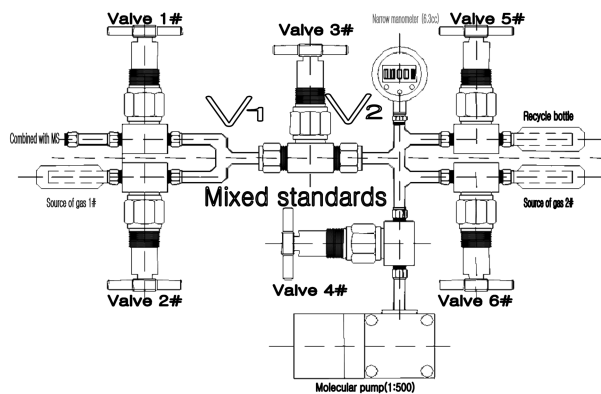 Valve 1#
Valve 3#
Narrow manometer (6.3cc)
Valve 5#
V1
V2
Recycle bottle
Combined with MS
Source of gas 1#
Mixed standards
Source of gas 2#
Valve 2#
Valve 4#
Valve 6#
Molecular pump(1:500)